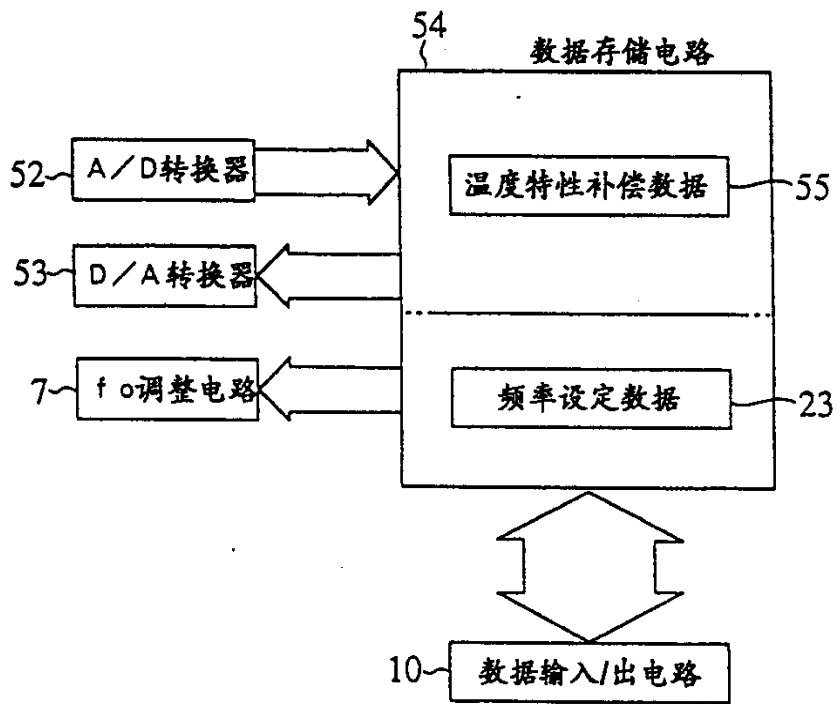 54
数据存储电路
52
A/D转换器
温度特性补偿数据
55
53
D/A转换器
7
fo调整电路
频率设定数据
23
10
数据输入/出电路